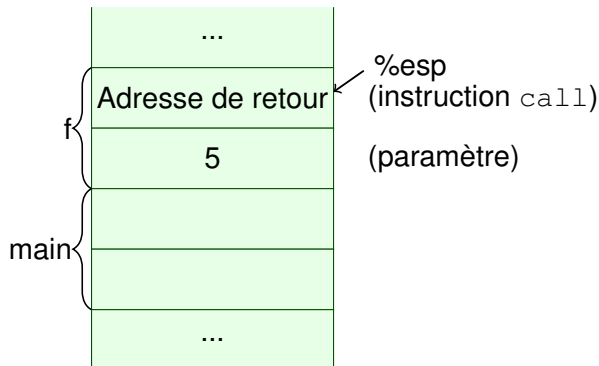 ...
%esp
Adresse de retour
(instruction call)
f
5
(paramètre)
main
...